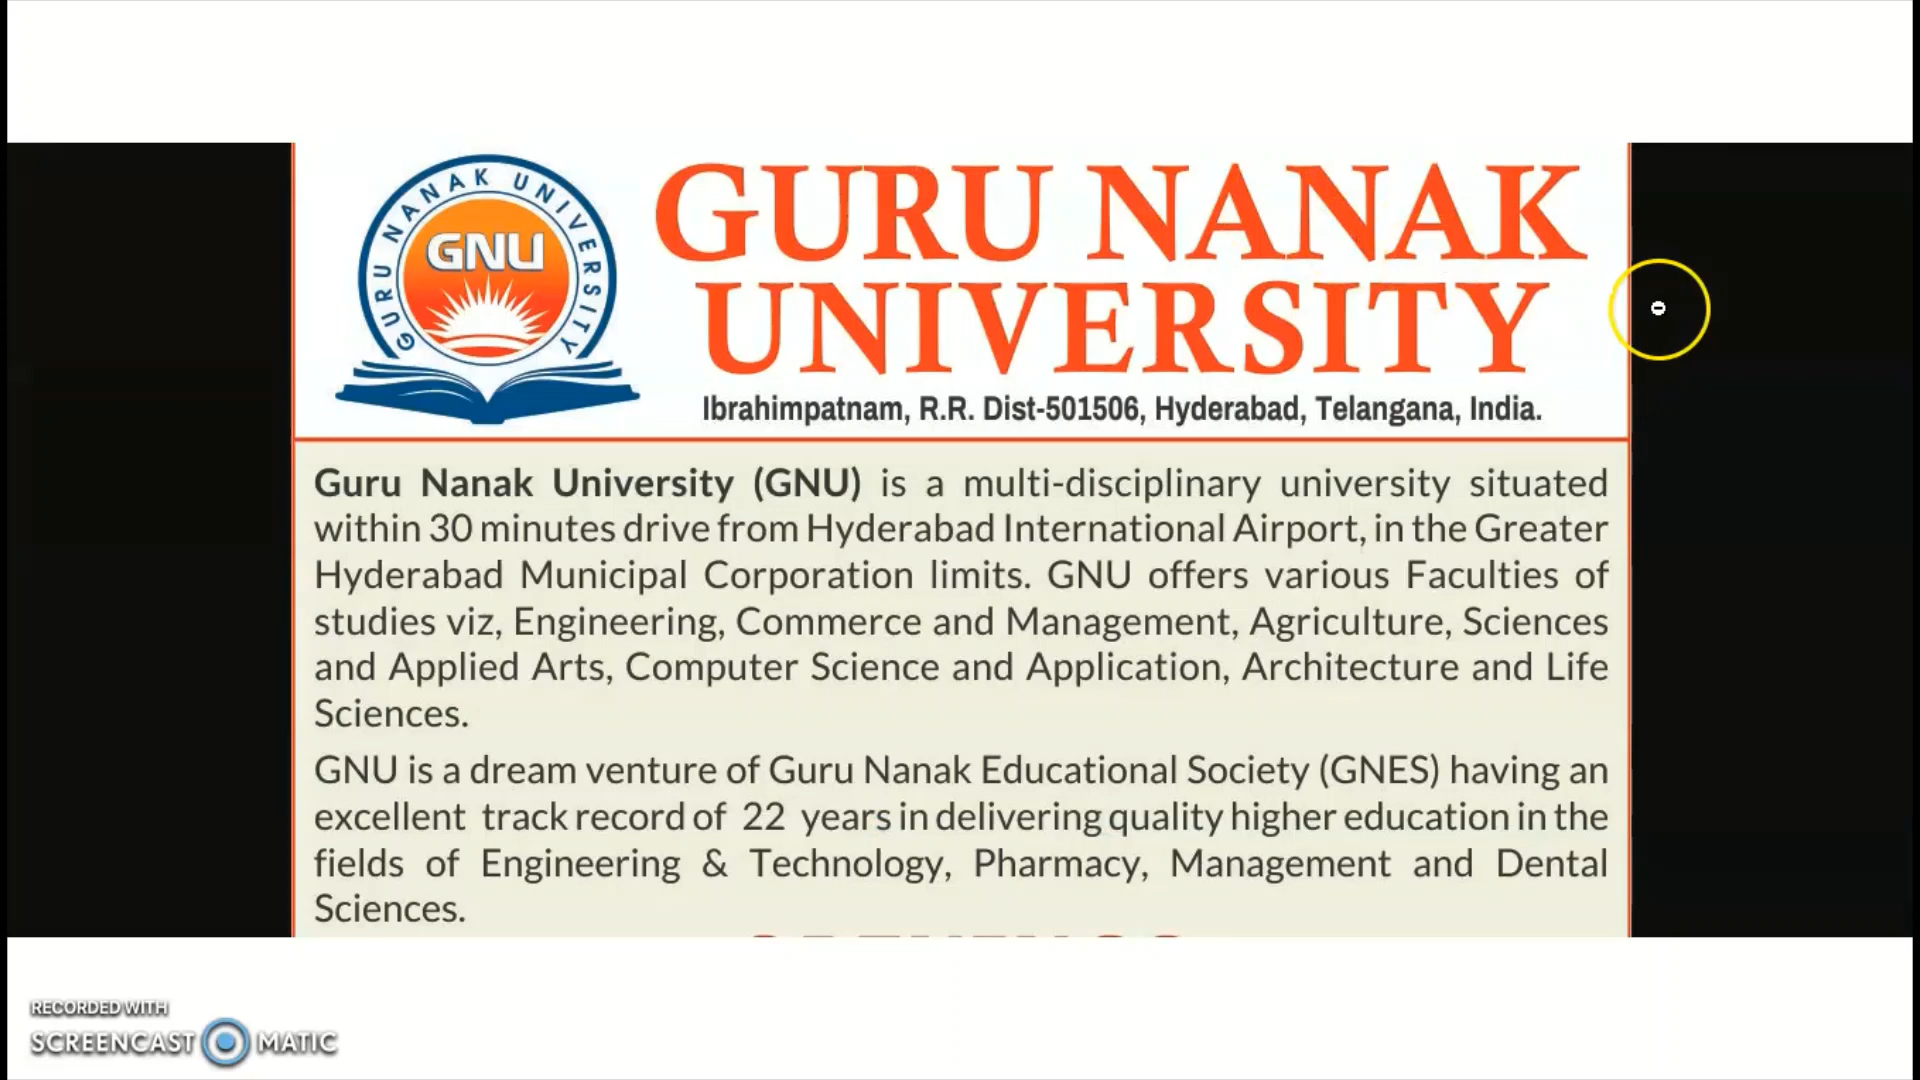 GURU NANAK UNIVERSITY
GNU
GURU NANAK
UNIVERSITY
Ibrahimpatnam, R.R. Dist-501506, Hyderabad, Telangana, India.
Guru Nanak University (GNU) is a multi-disciplinary university situated
within 30 minutes drive from Hyderabad International Airport, in the Greater
Hyderabad Municipal Corporation limits. GNU offers various Faculties of
studies viz, Engineering, Commerce and Management, Agriculture, Sciences
and Applied Arts, Computer Science and Application, Architecture and Life
Sciences.
GNU is a dream venture of Guru Nanak Educational Society (GNES) having an
excellent track record of 22 years in delivering quality higher education in the
fields of Engineering & Technology, Pharmacy, Management and Dental
Sciences.
RECORDED WITH
SCREENCAST MATIC